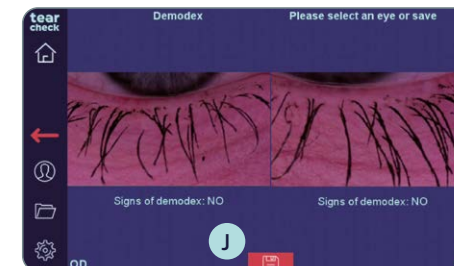 tear
check
Demodex
Please select an eye or save
Signs of demodex: NO
Signs of demodex: NO
J
OD